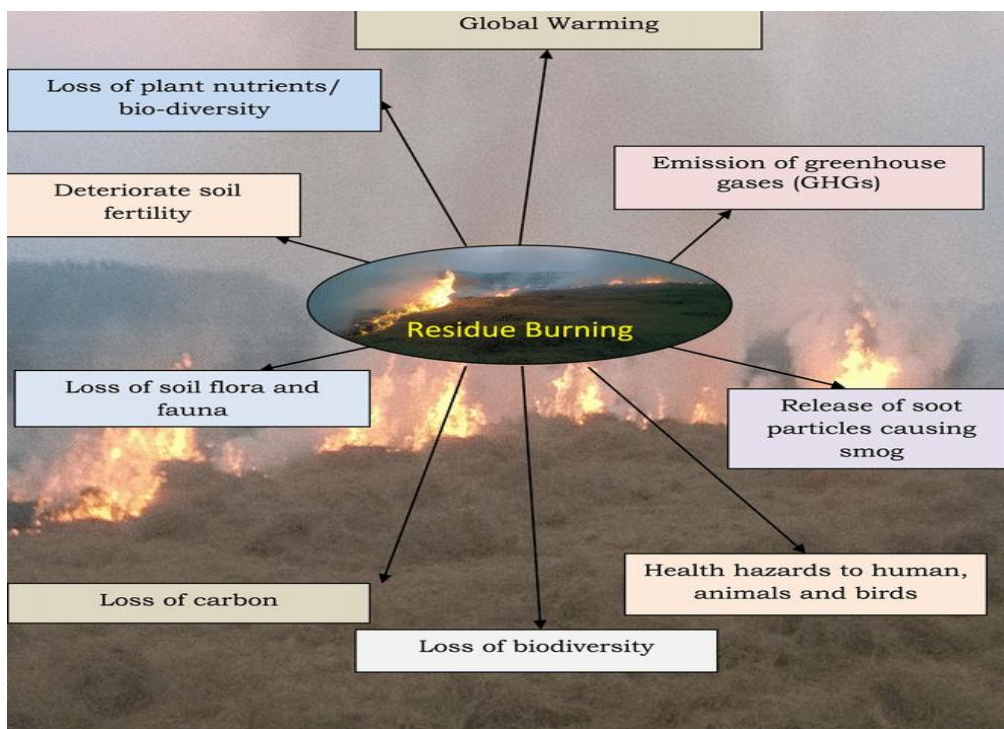 Global Warming
Loss of plant nutrients/
bio-diversity
Emission of greenhouse
gases (GHGs)
Deteriorate soil
fertility
Residue Burning
Loss of soil flora and
fauna
Release of soot
particles causing
smog
Health hazards to human,
animals and birds
Loss of carbon
Loss of biodiversity